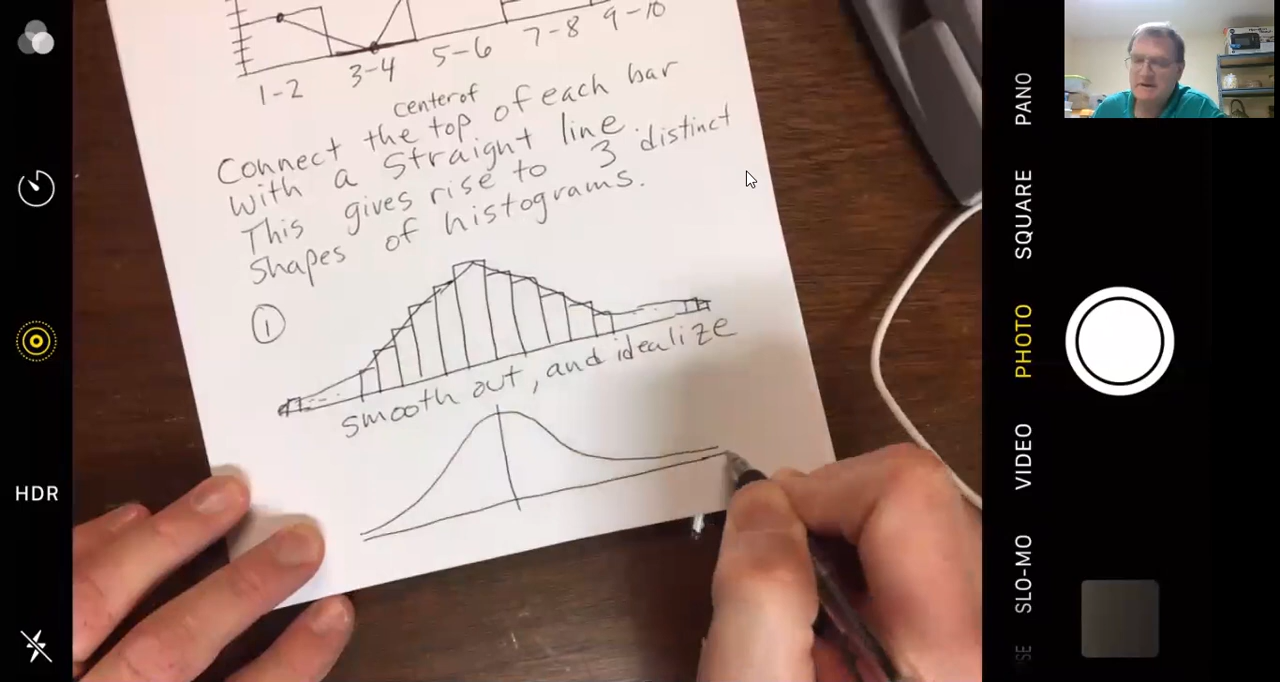 1-2 3-4 5-6 7-8 9-10
center of
Connect the top of each bar
with a straight line
This gives rise to 3 distinct
shapes of histograms.
1
smooth out, and idealize
HDR
PANO
SQUARE
PHOTO
VIDEO
SLO-MO
SE